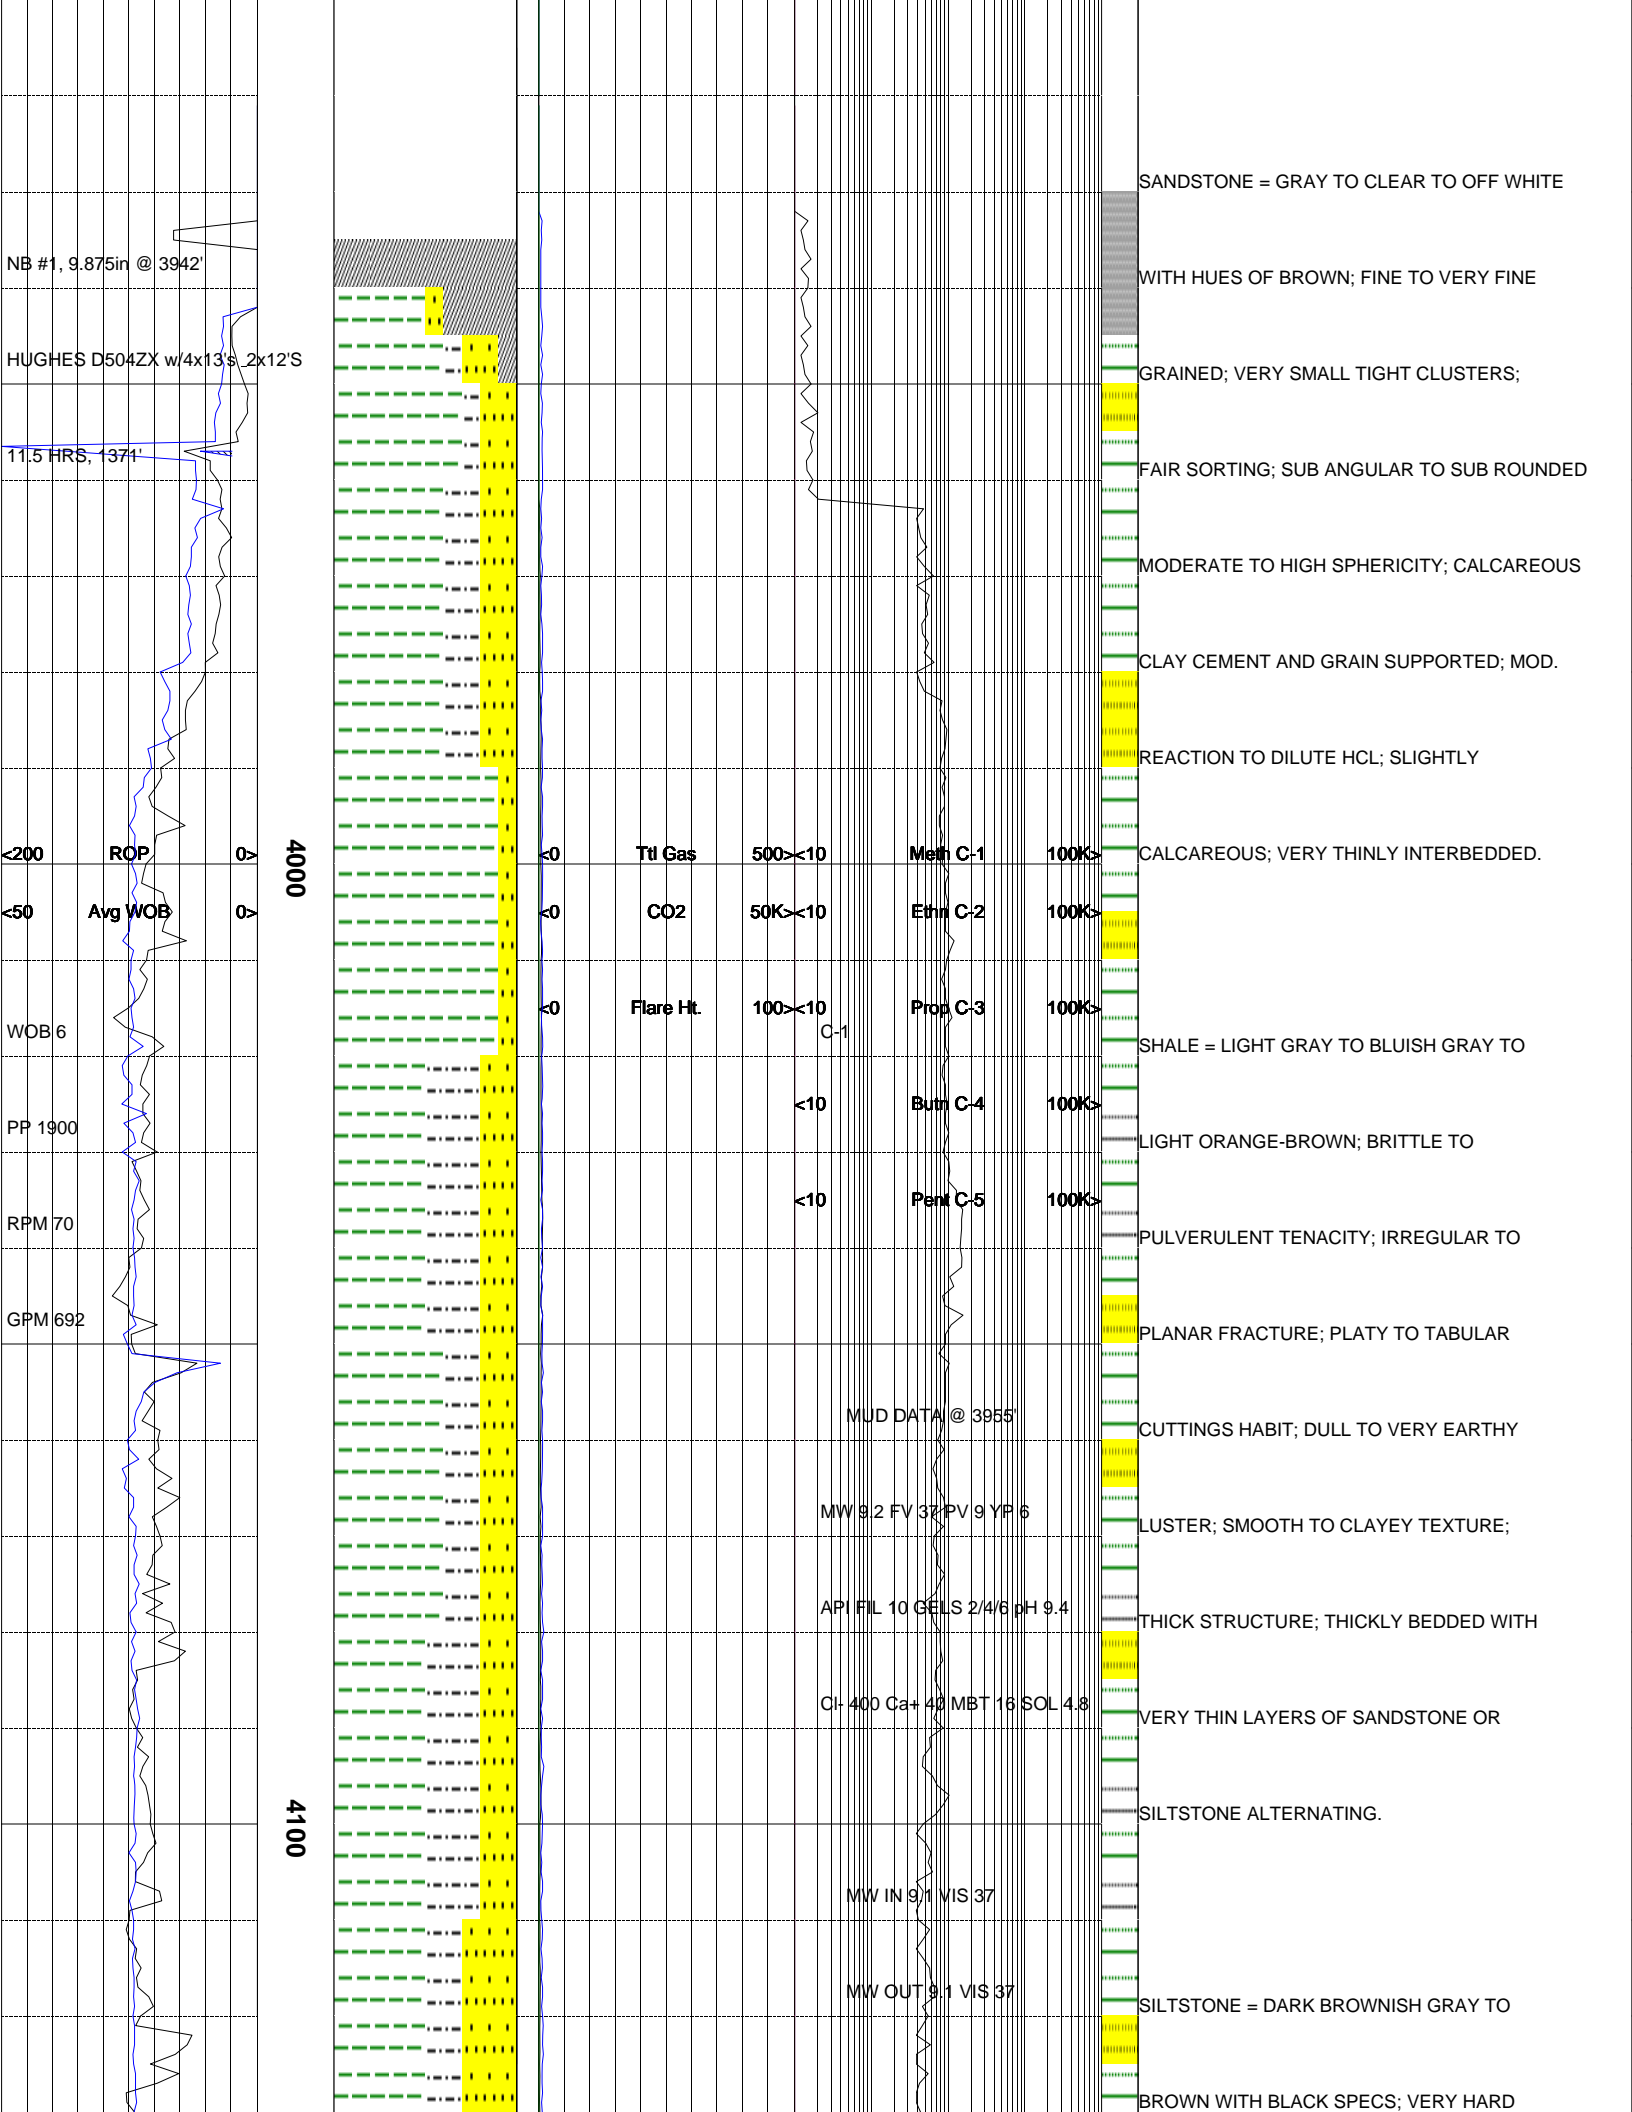 SANDSTONE = GRAY TO CLEAR TO OFF WHITE
NB #1, 9.875in @ 3942'
WITH HUES OF BROWN; FINE TO VERY FINE
HUGHES D504ZX w/4x13's_2x12'S
GRAINED; VERY SMALL TIGHT CLUSTERS;
11.5 HRS, 1371'
FAIR SORTING; SUB ANGULAR TO SUB ROUNDED
MODERATE TO HIGH SPHERICITY; CALCAREOUS
CLAY CEMENT AND GRAIN SUPPORTED; MOD.
REACTION TO DILUTE HCL; SLIGHTLY
<200 ROP 0> 4000 <0 Ttl Gas 500> <10 Meth C-1 100K> CALCAREOUS; VERY THINLY INTERBEDDED.
<50 Avg WOB 0> <0 CO2 50K> <10 Ethn C-2 100K>
<0 Flare Ht. 100> <10 Prop C-3 100K>
WOB 6 C-1
SHALE = LIGHT GRAY TO BLUISH GRAY TO
<10 Butn C-4 100K>
PP 1900
LIGHT ORANGE-BROWN; BRITTLE TO
<10 Pent C-5 100K>
RPM 70
PULVERULENT TENACITY; IRREGULAR TO
GPM 692
PLANAR FRACTURE; PLATY TO TABULAR
MUD DATA @ 3955'
CUTTINGS HABIT; DULL TO VERY EARTHY
MW 9.2 FV 37 PV 9 YP 6
LUSTER; SMOOTH TO CLAYEY TEXTURE;
API FIL 10 GELS 2/4/6 pH 9.4
THICK STRUCTURE; THICKLY BEDDED WITH
Cl- 400 Ca+ 40 MBT 16 SOL 4.8
VERY THIN LAYERS OF SANDSTONE OR
4100 SILTSTONE ALTERNATING.
MW IN 9.1 VIS 37
MW OUT 9.1 VIS 37
SILTSTONE = DARK BROWNISH GRAY TO
BROWN WITH BLACK SPECS; VERY HARD